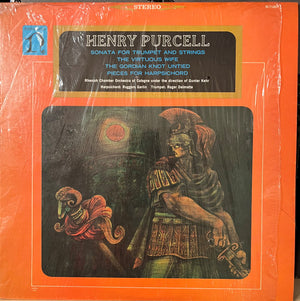 STEREO
HENRY PURCELL
SONATA FOR TRUMPET AND STRINGS
THE VIRTUOUS WIFE
THE GORDIAN KNOT UNTIED
PIECES FOR HARPSICHORD
Rhenish Chamber Orchestra of Cologne under the direction of Gunter Kehr
Harpsichord, Ruggero Gerlin Trumpet, Roger Delmotte